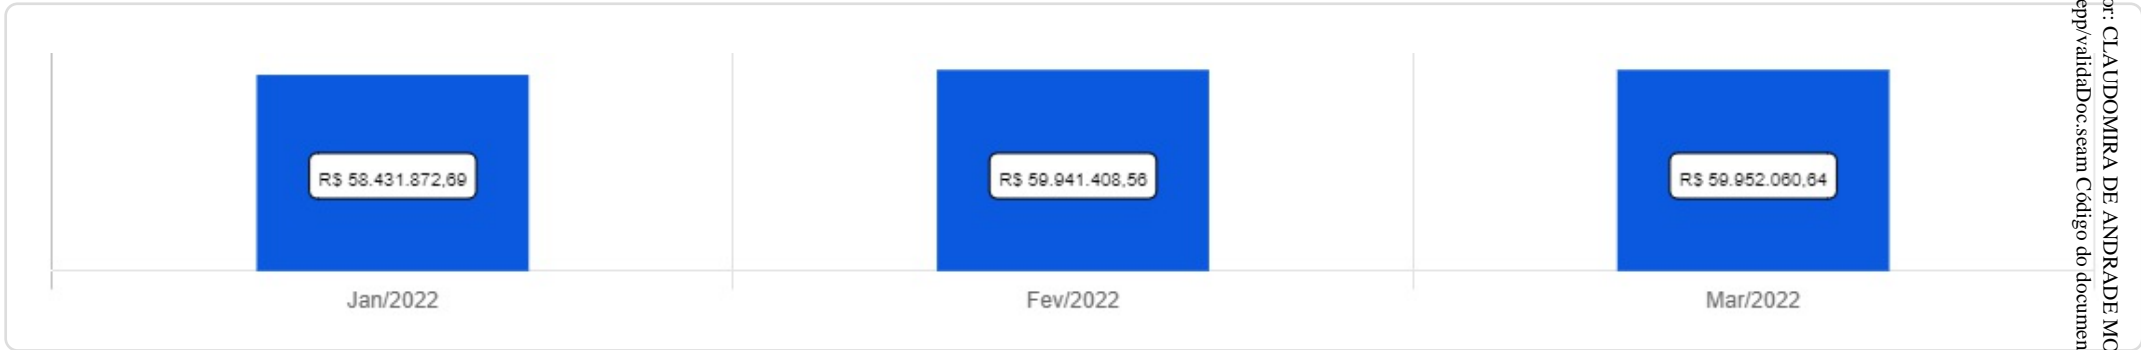 R$ 58.431.872,69
R$ 59.941.408,56
R$ 59.952.060,64
Jan/2022
Fev/2022
Mar/2022
or: CLAUDOMIRA DE ANDRADE MO
epp/validaDoc.seam Código do documen